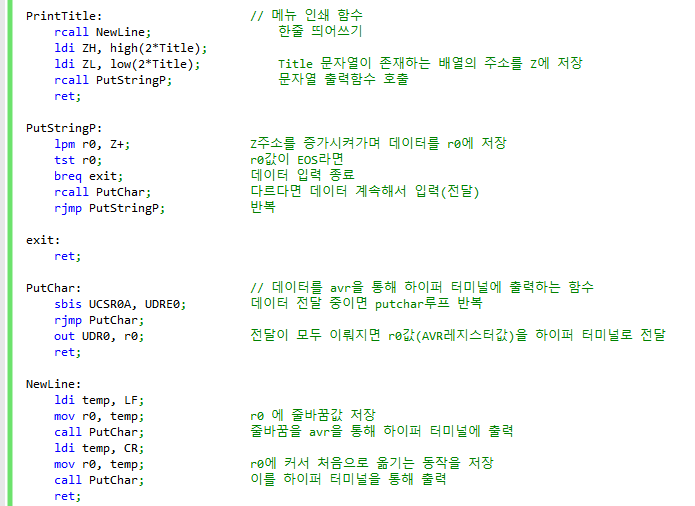 PrintTitle: // 메뉴 인쇄 함수
rcall NewLine; 한줄 띄어쓰기
ldi ZH, high(2*Title);
ldi ZL, low(2*Title); Title 문자열이 존재하는 배열의 주소를 Z에 저장
rcall PutStringP; 문자열 출력함수 호출
ret;
PutStringP:
lpm r0, Z+; Z주소를 증가시켜가며 데이터를 r0에 저장
tst r0; r0값이 EOS라면
breq exit; 데이터 입력 종료
rcall PutChar; 다르다면 데이터 계속해서 입력(전달)
rjmp PutStringP; 반복
exit:
ret;
PutChar: // 데이터를 avr을 통해 하이퍼 터미널에 출력하는 함수
sbis UCSR0A, UDRE0; 데이터 전달 중이면 putchar루프 반복
rjmp PutChar;
out UDR0, r0; 전달이 모두 이뤄지면 r0값(AVR레지스터값)을 하이퍼 터미널로 전달
ret;
NewLine:
ldi temp, LF;
mov r0, temp; r0 에 줄바꿈값 저장
call PutChar; 줄바꿈을 avr을 통해 하이퍼 터미널에 출력
ldi temp, CR;
mov r0, temp; r0에 커서 처음으로 옮기는 동작을 저장
call PutChar; 이를 하이퍼 터미널을 통해 출력
ret;